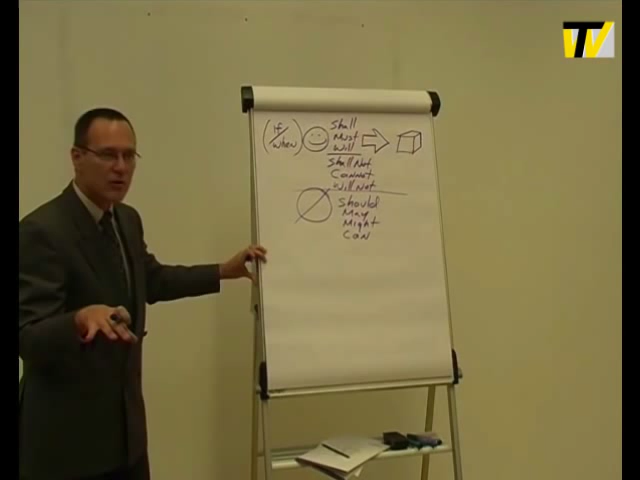 TV
(If/when) Shall
Must
Will
Shall Not
Cannot
Will Not
Should
May
Might
Can